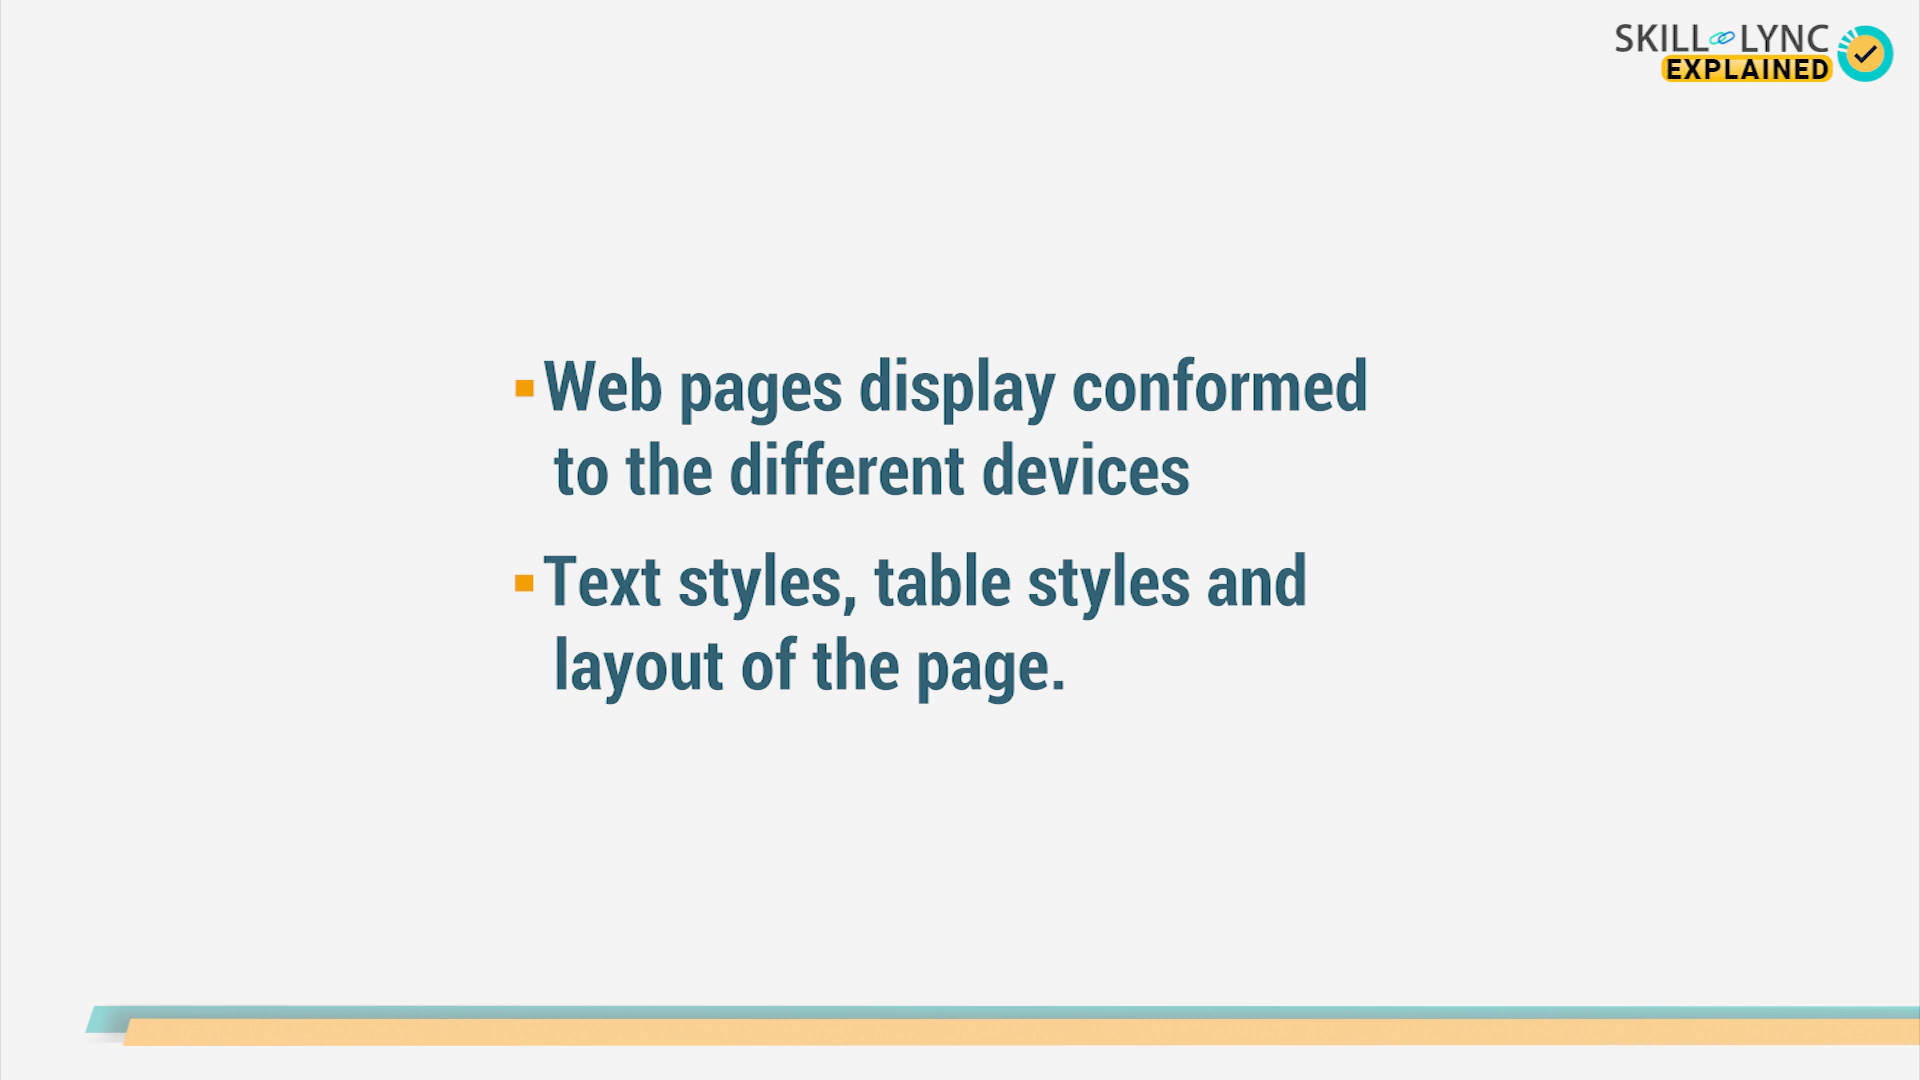 SKILL LYNC
EXPLAINED
Web pages display conformed
to the different devices
Text styles, table styles and
layout of the page.